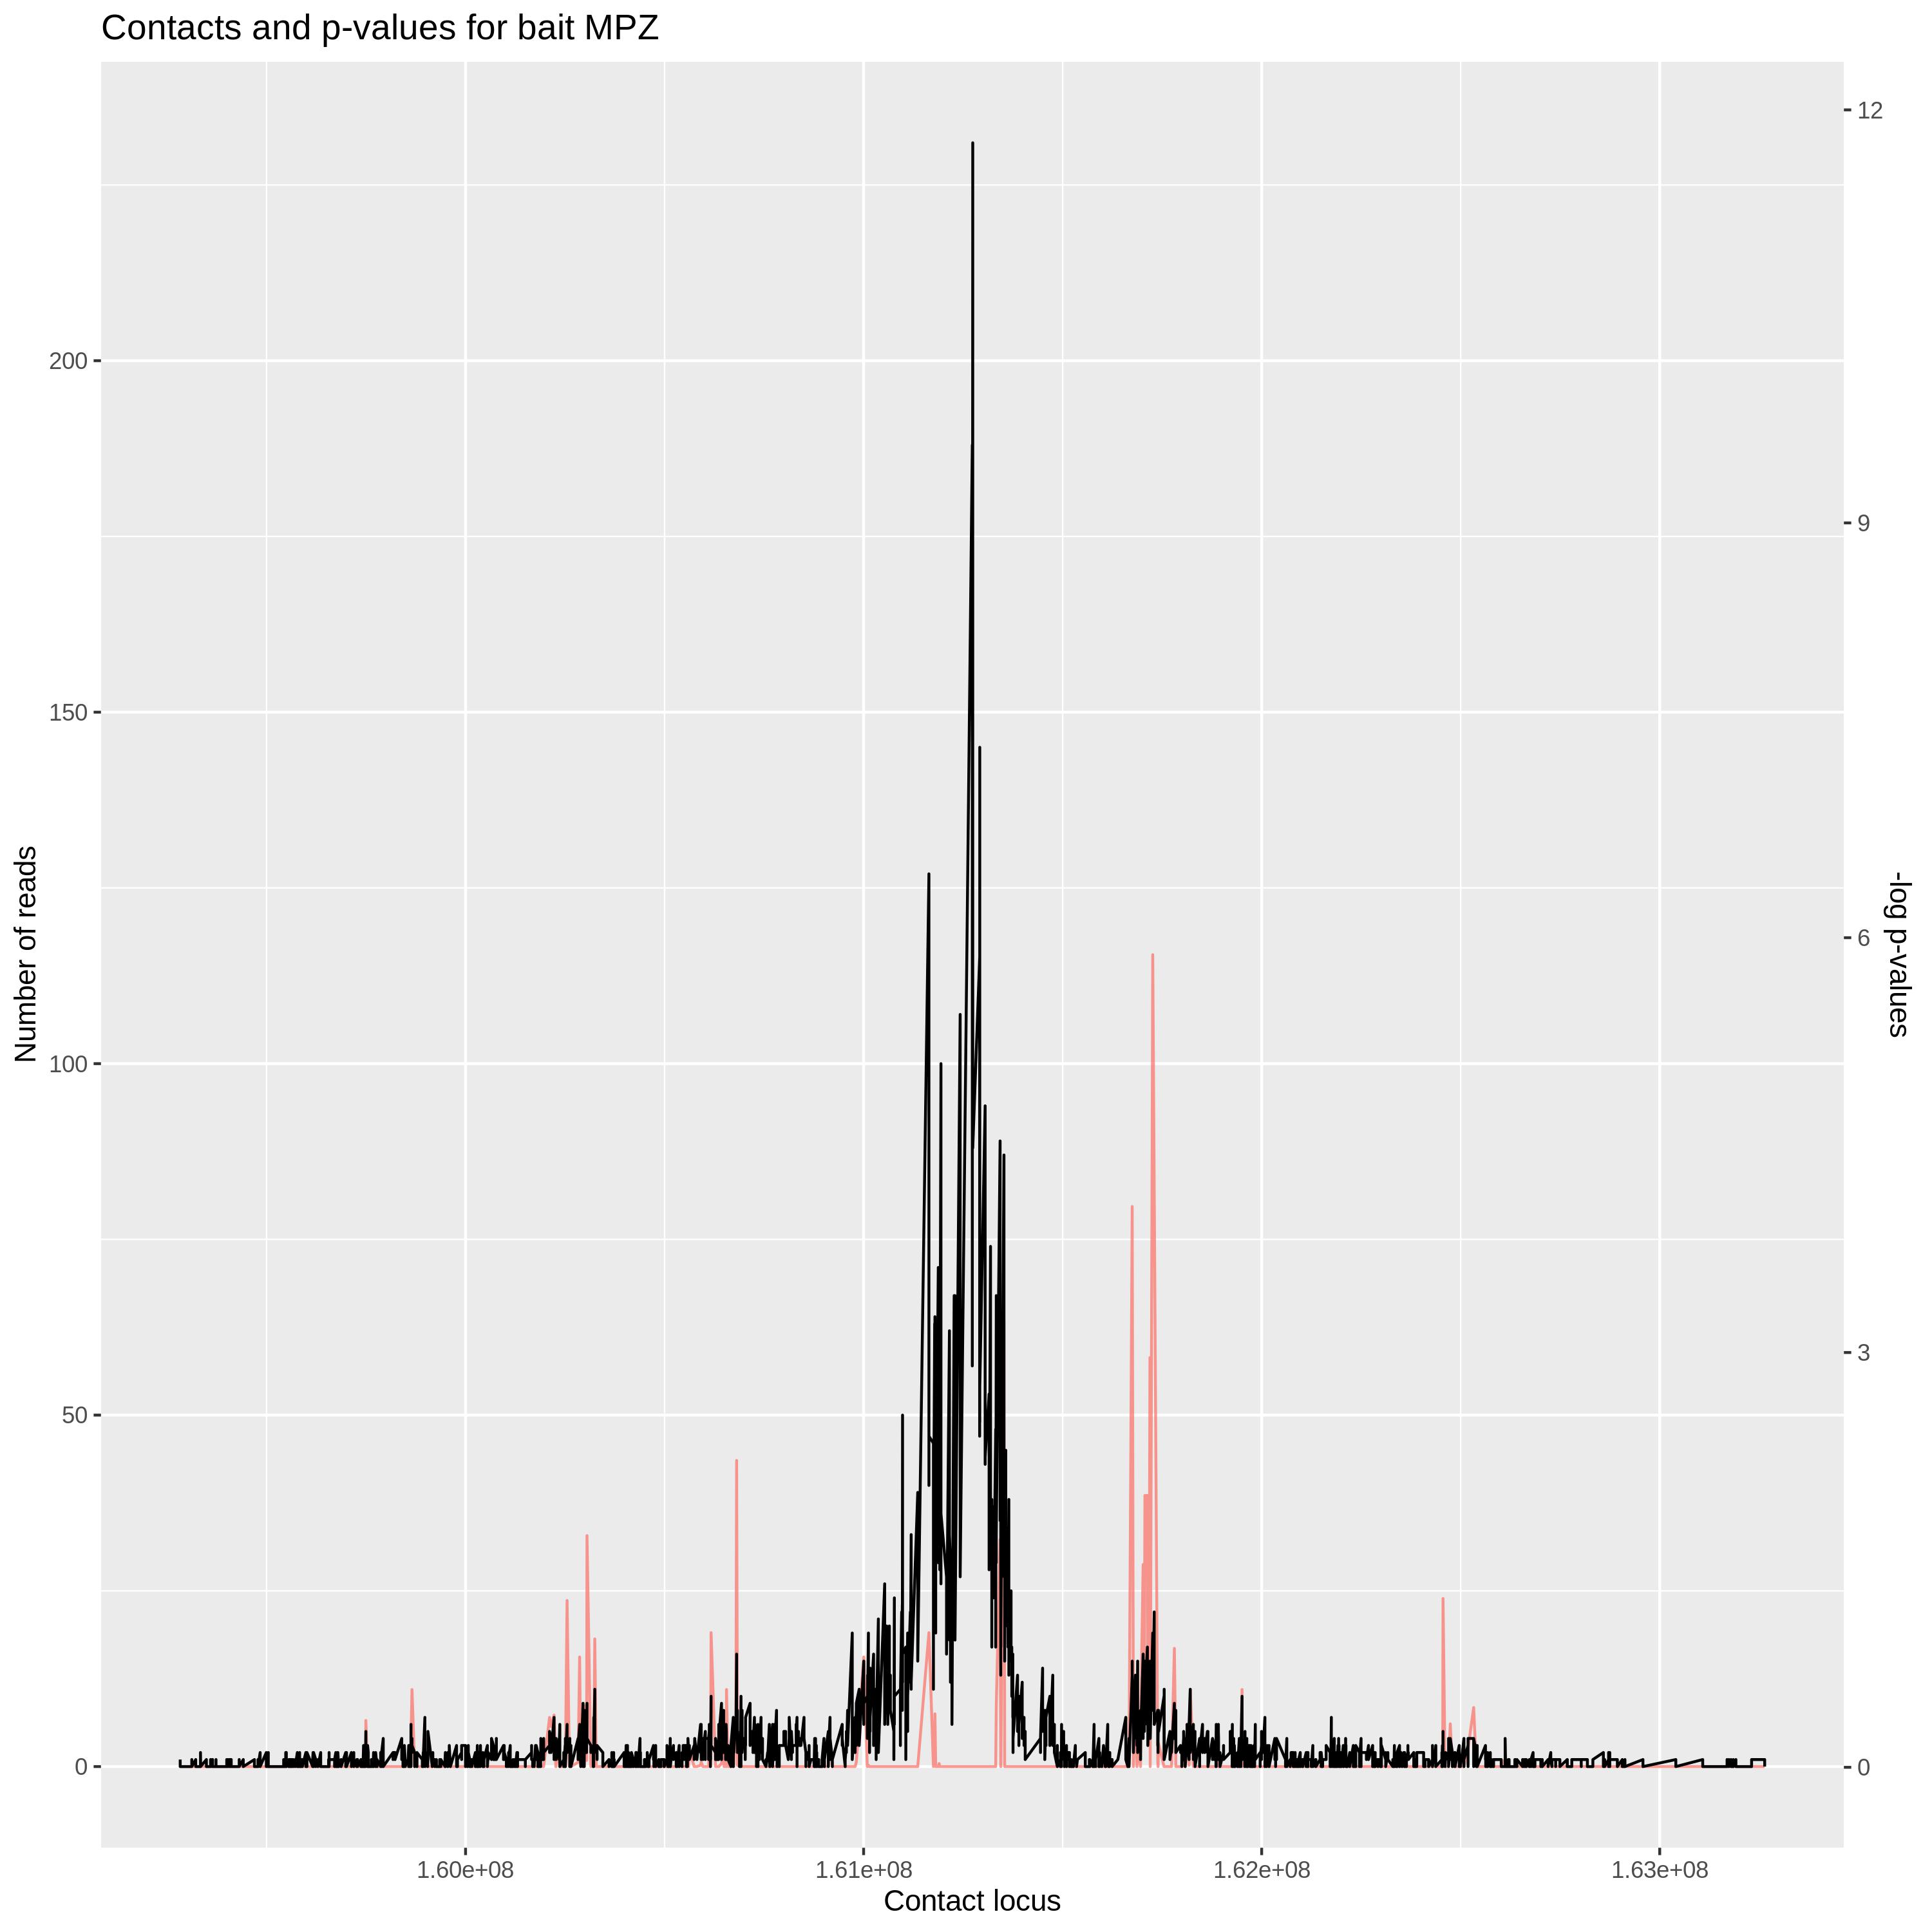 Contacts and p-values for bait MPZ
Number of reads
200
150
100
50
0
12
9
6
3
0
-log p-values
1.60e+08
1.61e+08
1.62e+08
1.63e+08
Contact locus